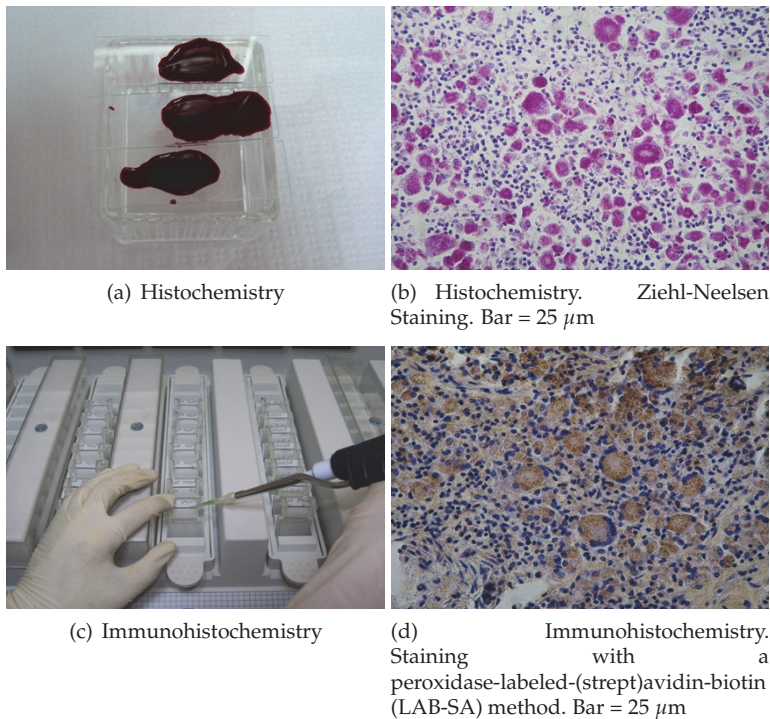 (a) Histochemistry
(b) Histochemistry. Ziehl-Neelsen
Staining. Bar = 25 µm
(c) Immunohistochemistry
(d) Immunohistochemistry.
Staining with a
peroxidase-labeled-(strept)avidin-biotin
(LAB-SA) method. Bar = 25 µm